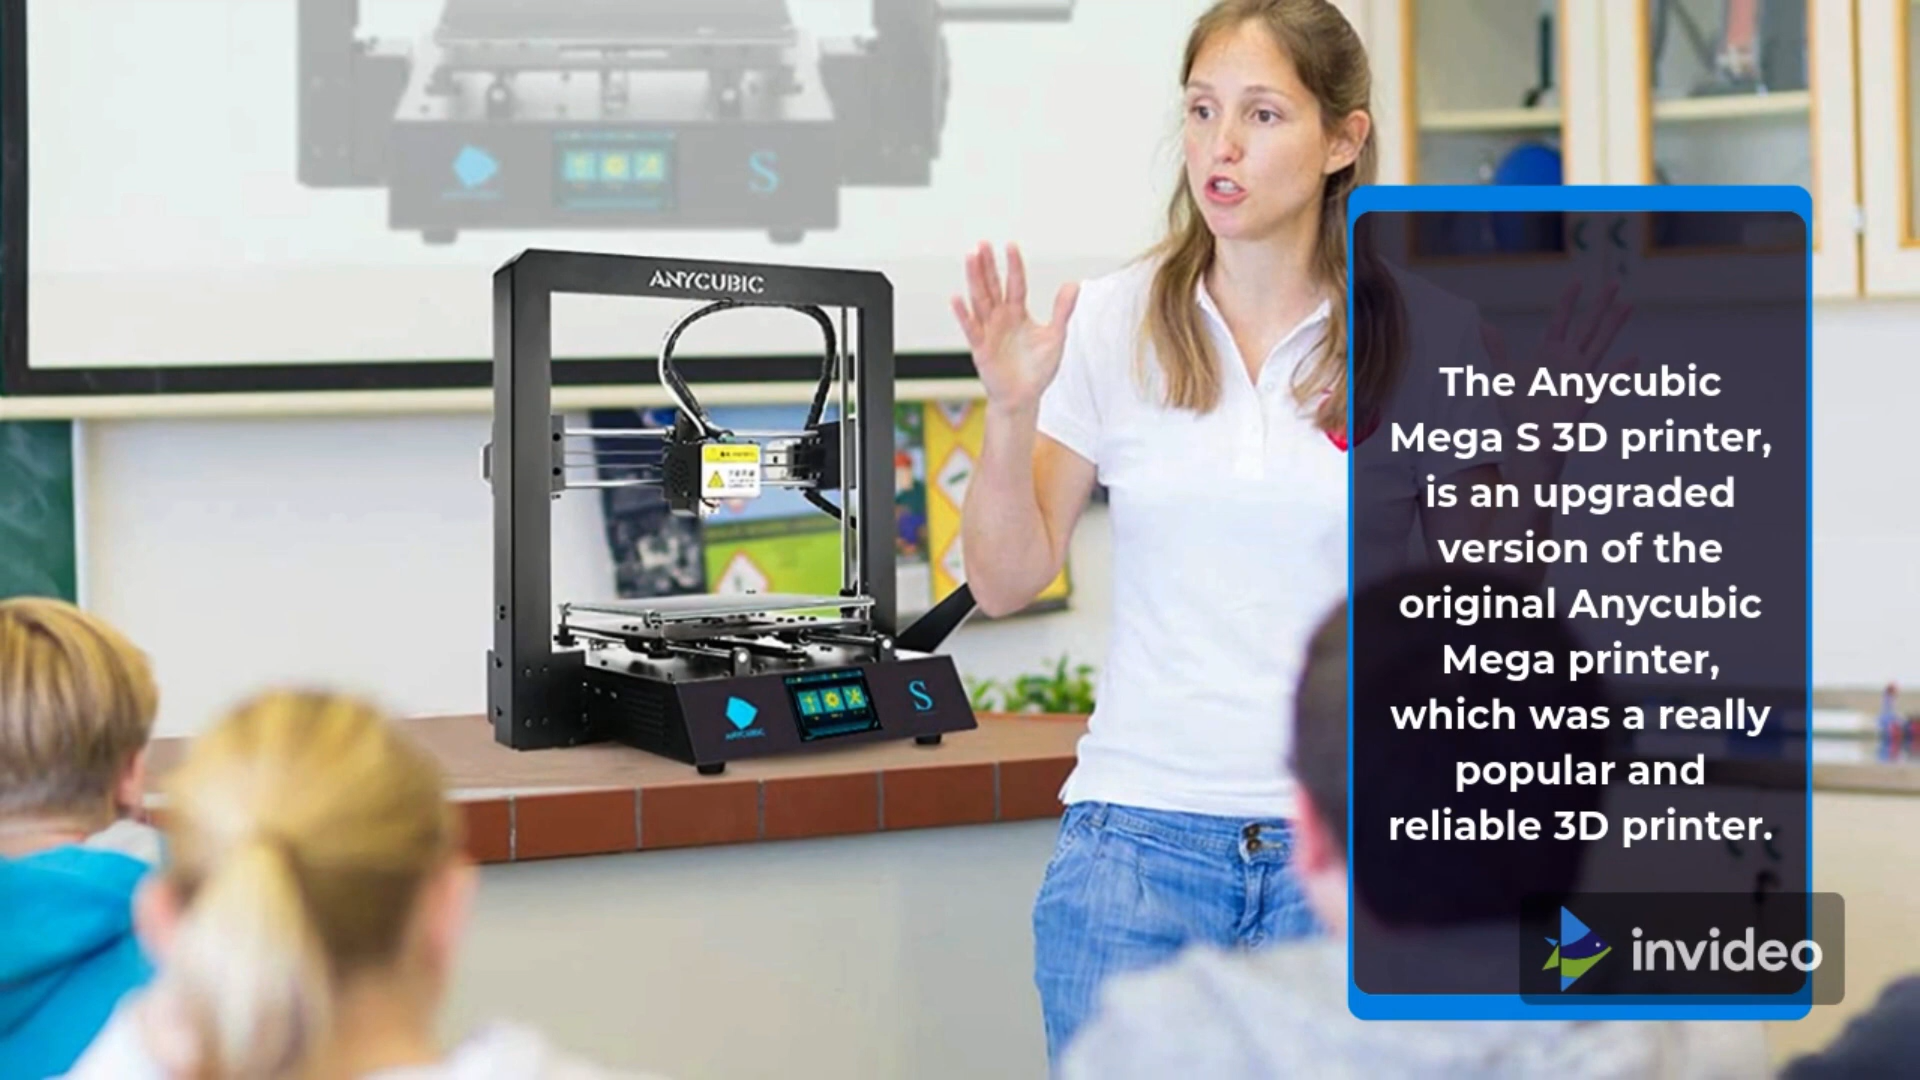 ANYCUBIC
ANYCUBIC
S
S
The Anycubic
Mega S 3D printer,
is an upgraded
version of the
original Anycubic
Mega printer,
which was a really
popular and
reliable 3D printer.
invideo